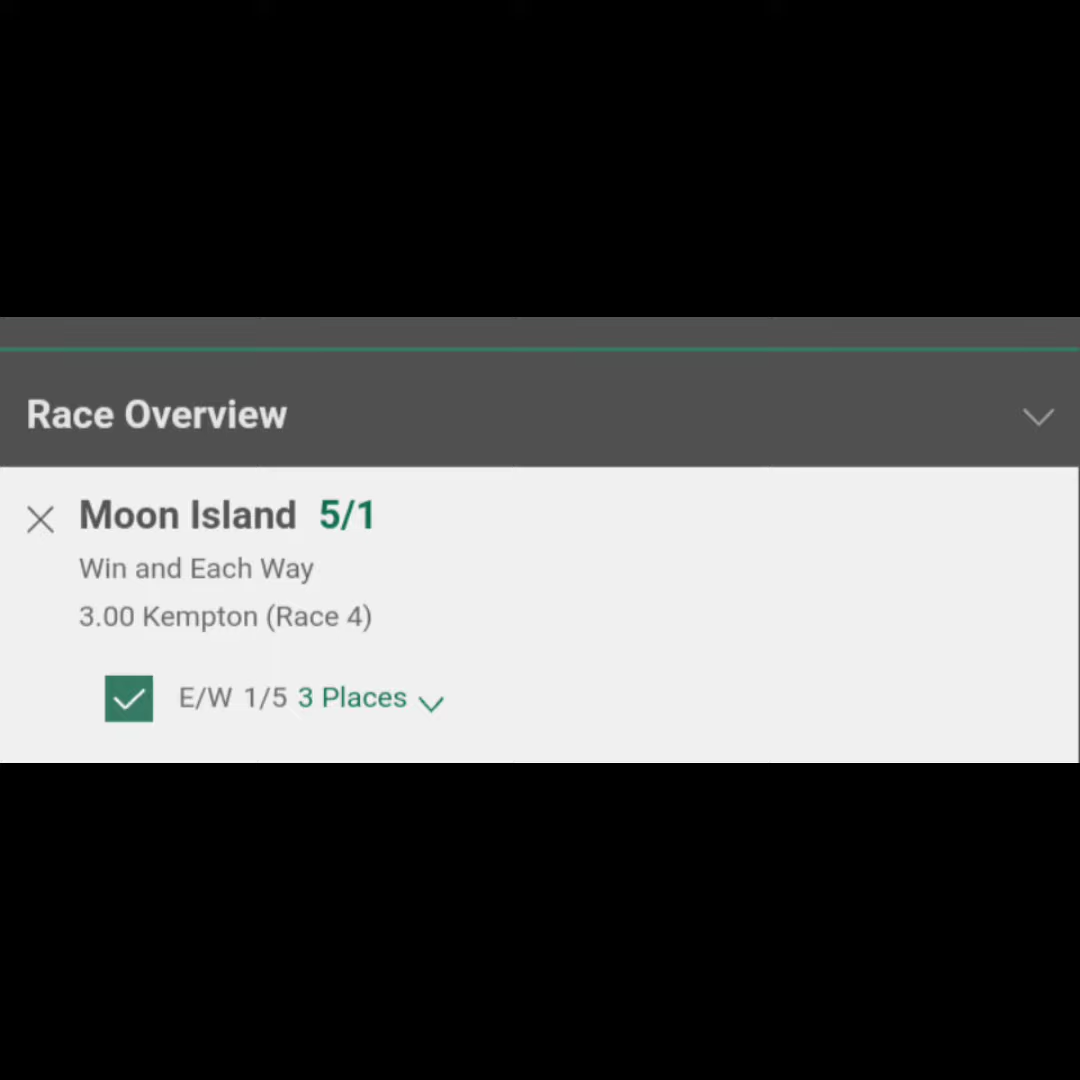 Race Overview
Moon Island 5/1
Win and Each Way
3.00 Kempton (Race 4)
E/W 1/5 3 Places